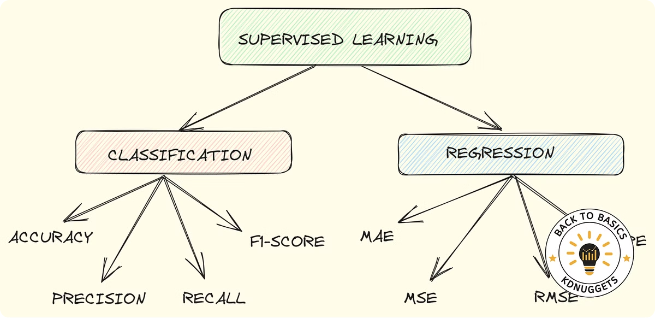 SUPERVISED LEARNING
CLASSIFICATION
REGRESSION
ACCURACY
PRECISION
RECALL
F1-SCORE
MAE
MSE
RMSE
BACK TO BASICS
KDNUGGETS